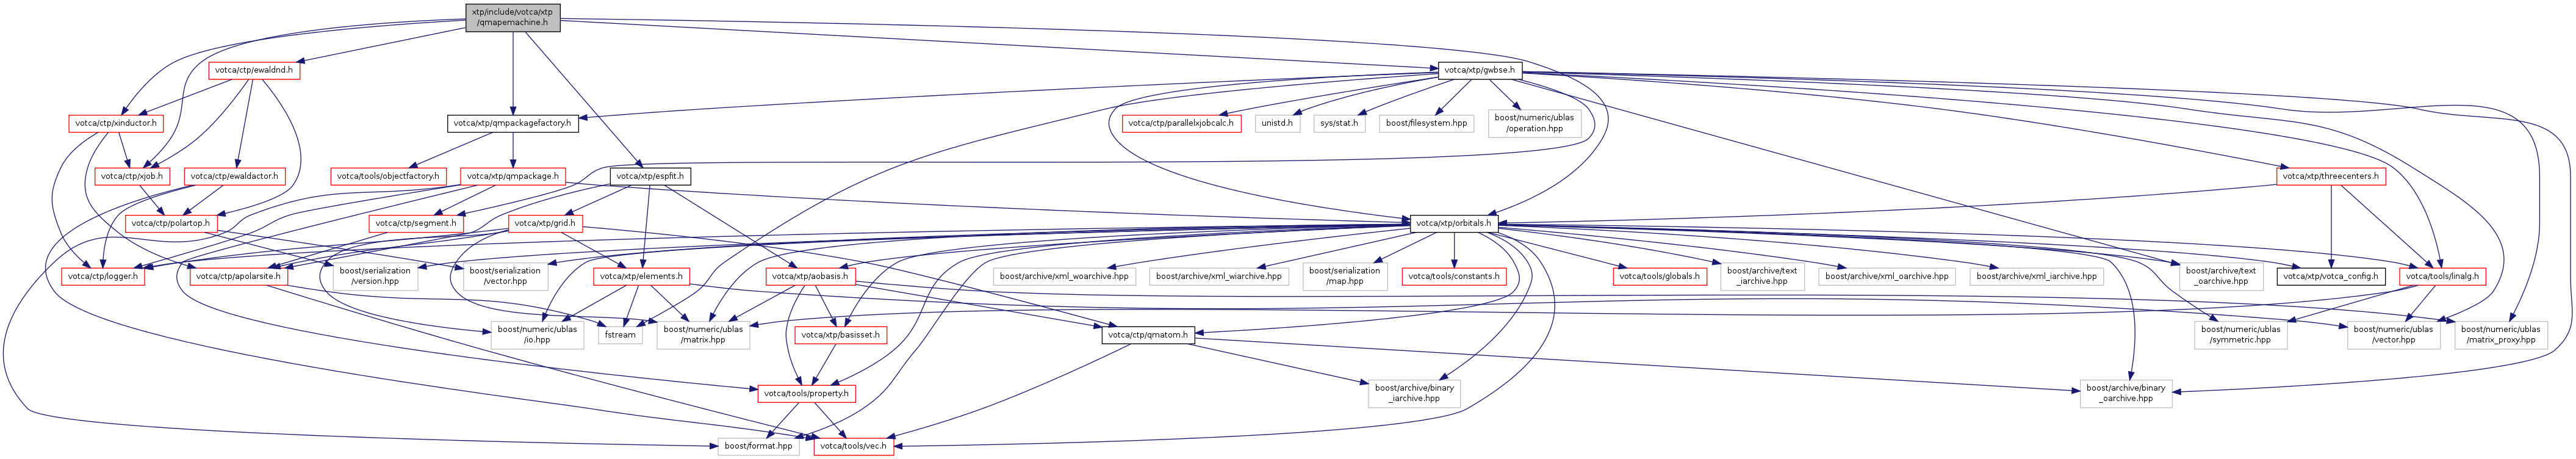 xtp/include/votca/xtp
/qmapemachine.h
votca/ctp/ewaldnd.h
votca/xtp/gwbse.h
votca/ctp/xinductor.h
votca/xtp/qmpackagefactory.h
votca/ctp/parallelxjobcalc.h
unistd.h
sys/stat.h
boost/filesystem.hpp
boost/numeric/ublas
/operation.hpp
votca/ctp/xjob.h
votca/ctp/ewaldactor.h
votca/tools/objectfactory.h
votca/xtp/qmpackage.h
votca/xtp/espfit.h
votca/xtp/threecenters.h
votca/ctp/polartop.h
votca/ctp/segment.h
votca/xtp/grid.h
votca/xtp/orbitals.h
votca/ctp/logger.h
votca/ctp/apolarsite.h
boost/serialization
/version.hpp
boost/serialization
/vector.hpp
votca/xtp/elements.h
votca/xtp/aobasis.h
boost/archive/xml_woarchive.hpp
boost/archive/xml_wiarchive.hpp
boost/serialization
/map.hpp
votca/tools/constants.h
votca/tools/globals.h
boost/archive/text
_iarchive.hpp
boost/archive/xml_oarchive.hpp
boost/archive/xml_iarchive.hpp
boost/archive/text
_oarchive.hpp
votca/xtp/votca_config.h
votca/tools/linalg.h
boost/numeric/ublas
/io.hpp
fstream
boost/numeric/ublas
/matrix.hpp
votca/xtp/basisset.h
votca/ctp/qmatom.h
boost/numeric/ublas
/symmetric.hpp
boost/numeric/ublas
/vector.hpp
boost/numeric/ublas
/matrix_proxy.hpp
votca/tools/property.h
boost/archive/binary
_iarchive.hpp
boost/archive/binary
_oarchive.hpp
boost/format.hpp
votca/tools/vec.h